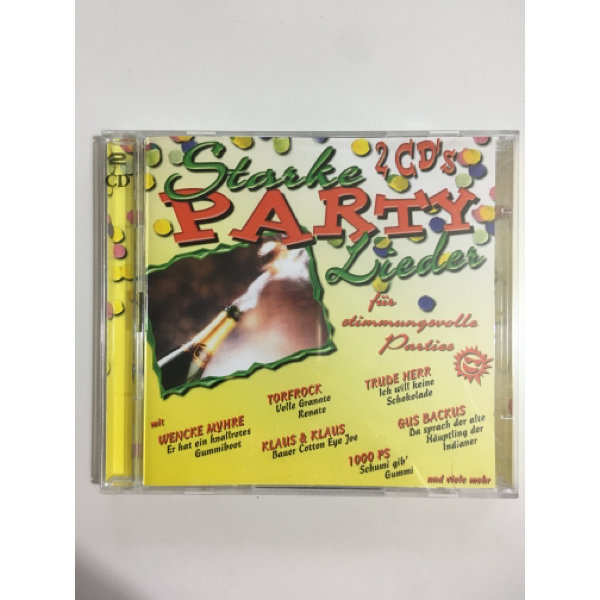 2
CD
Starke 2 CD's
PARTY
Lieder
für
stimmungsvolle
Parties
mit
WENCKE MYHRE
Er hat ein knallrotes
Gummiboot
TORFROCK
Volle Granate
Renate
KLAUS & KLAUS
Bauer Cotton Eye Joe
TRUDE HERR
Ich will keine
Schokolade
1000 PS
Schumi gib'
Gummi
GUS BACKUS
Da sprach der alte
Häuptling der
Indianer
und viele mehr